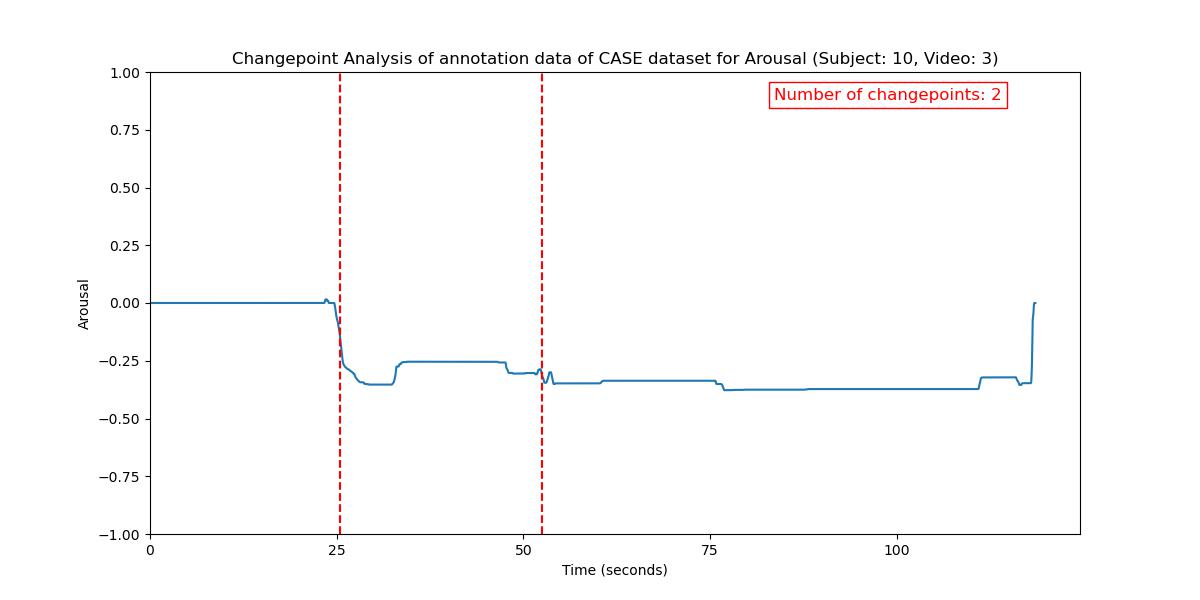 Changepoint Analysis of annotation data of CASE dataset for Arousal (Subject: 10, Video: 3)
Number of changepoints: 2
Arousal
1.00
0.75
0.50
0.25
0.00
−0.25
−0.50
−0.75
−1.00
0 25 50 75 100
Time (seconds)